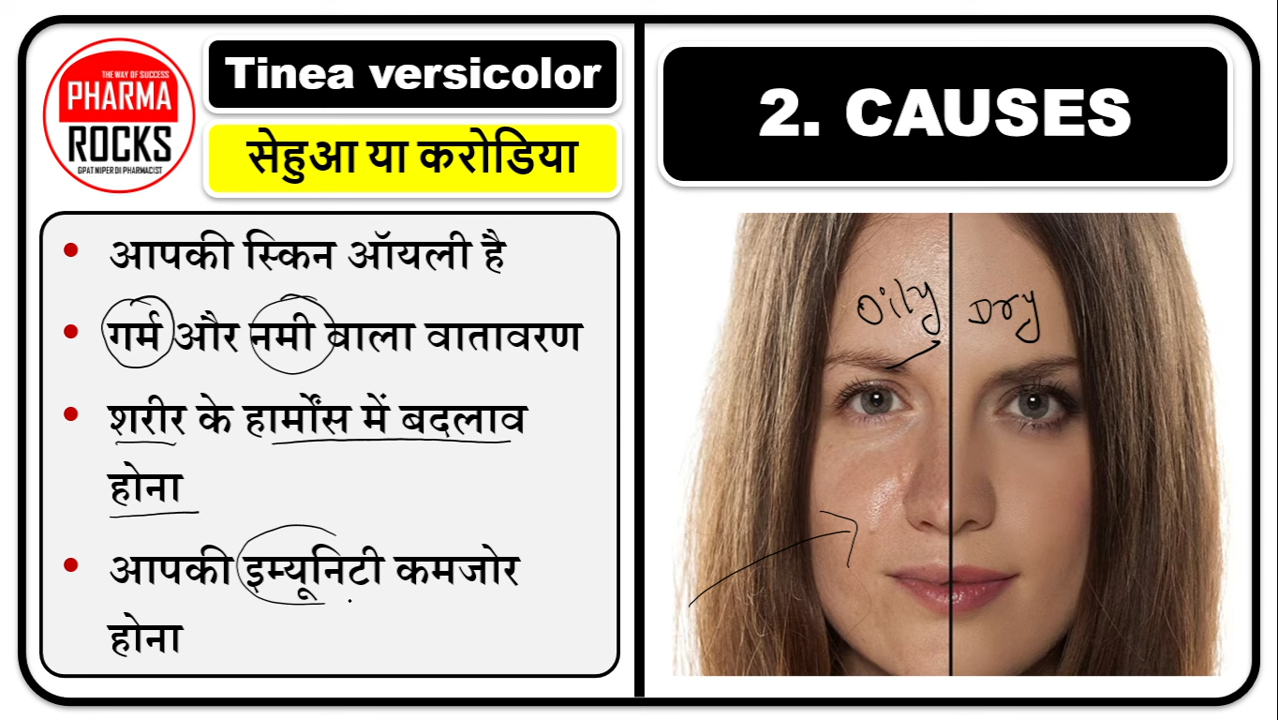 THE WAY OF SUCCESS
PHARMA
ROCKS
GPAT NIPER DI PHARMACIST
Tinea versicolor
सेहुआ या करोडिया
• आपकी स्किन ऑयली है
• गर्म और नमी वाला वातावरण
• शरीर के हार्मोंस में बदलाव
होना
• आपकी इम्यूनिटी कमजोर
होना
2. CAUSES
Oily Dry